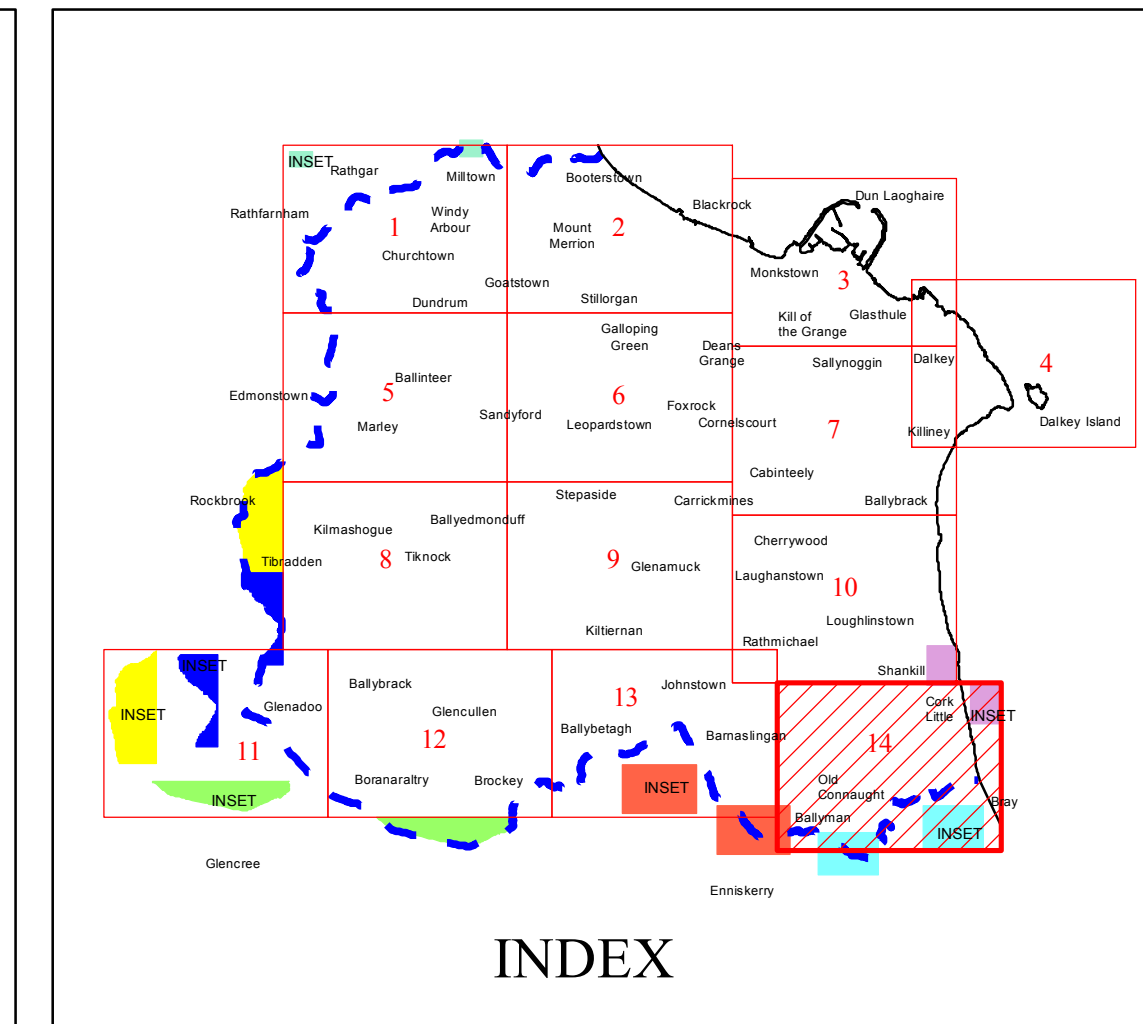 INSET
Rathgar
Milltown
Booterstown
Rathfarnham
Windy
Arbour
1
Churchtown
Mount
Merrion
2
Blackrock
Dun Laoghaire
Goatstown
Monkstown
3
Dundrum
Stillorgan
Kill of
the Grange
Glasthule
Galloping
Green
Deans
Grange
Sallynoggin
Dalkey
4
Edmonstown
5
Ballinteer
6
Foxrock
Sandyford
Marley
Leopardstown
Cornelscourt
7
Killiney
Dalkey Island
Cabinteely
Rockbrook
Stepaside
Carrickmines
Ballybrack
Kilmashogue
Ballyedmonduff
Cherrywood
Tibradden
8
Tiknock
9
Glenamuck
Laughanstown
10
Kiltiernan
Loughlinstown
Rathmichael
INSET
Ballybrack
Johnstown
Shankill
INSET
Glenadoo
Glencullen
13
Cork
Little
INSET
11
12
Ballybetagh
Barnaslingan
14
INSET
Boranaraltry
Brockey
INSET
Old
Connaught
Bray
Ballyman
INSET
Glencree
Enniskerry
INDEX